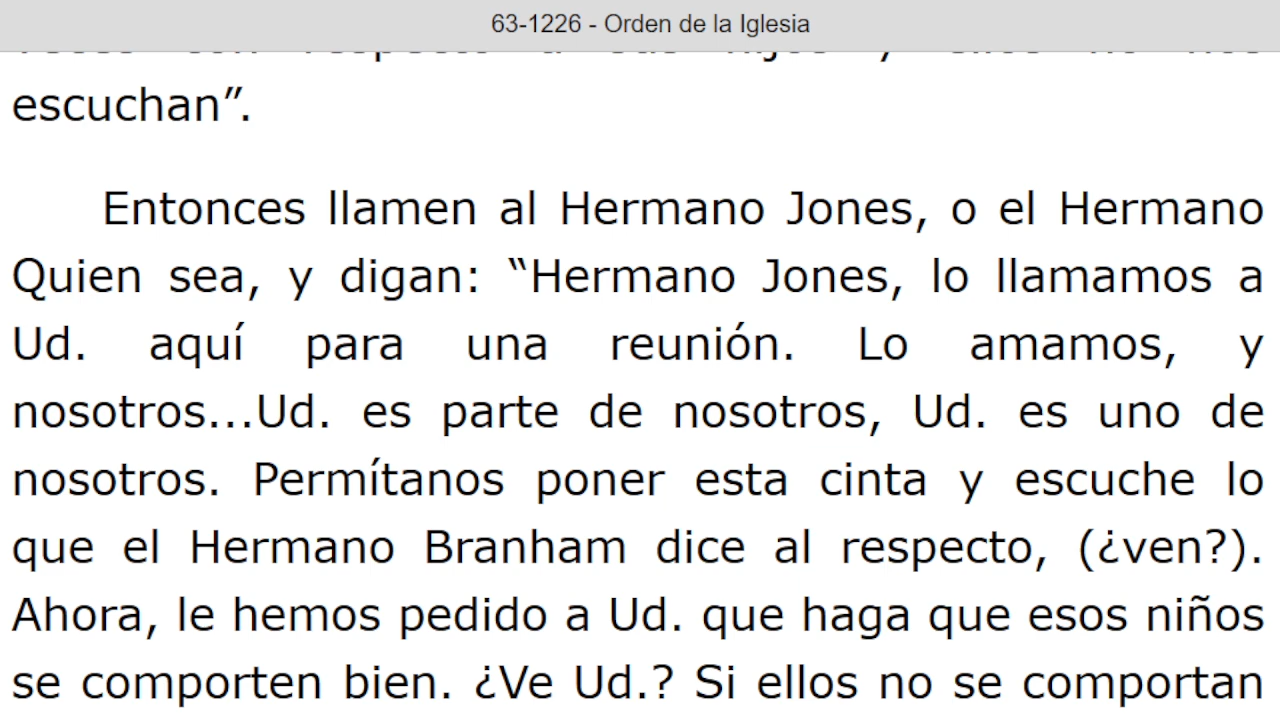 63-1226 - Orden de la Iglesia
escuchan”.
Entonces llamen al Hermano Jones, o el Hermano
Quien sea, y digan: “Hermano Jones, lo llamamos a
Ud. aquí para una reunión. Lo amamos, y
nosotros...Ud. es parte de nosotros, Ud. es uno de
nosotros. Permítanos poner esta cinta y escuche lo
que el Hermano Branham dice al respecto, (¿ven?).
Ahora, le hemos pedido a Ud. que haga que esos niños
se comporten bien. ¿Ve Ud.? Si ellos no se comportan